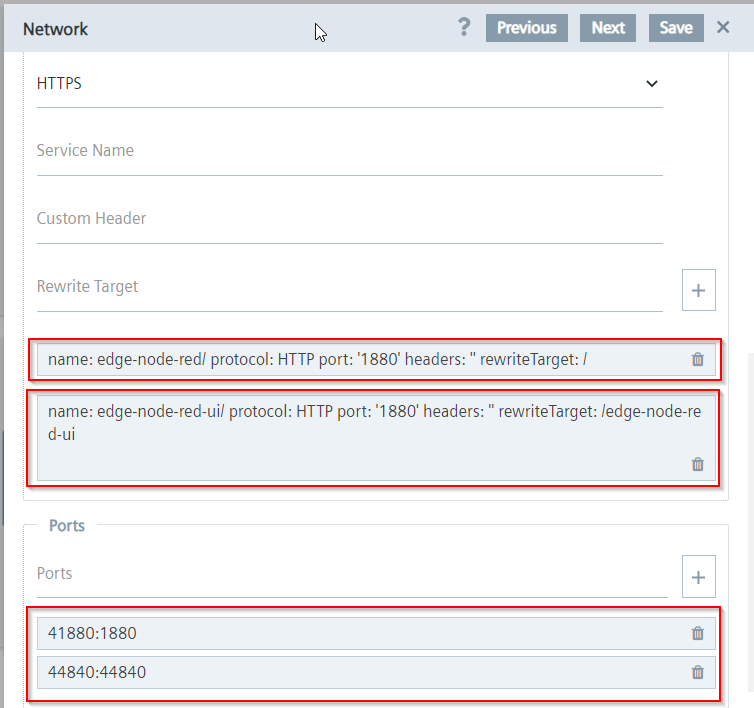 Network
? Previous Next Save ×
HTTPS
Service Name
Custom Header
Rewrite Target
+
name: edge-node-red/ protocol: HTTP port: '1880' headers: '' rewriteTarget: /
name: edge-node-red-ui/ protocol: HTTP port: '1880' headers: '' rewriteTarget: /edge-node-re
d-ui
Ports
Ports
+
41880:1880
44840:44840